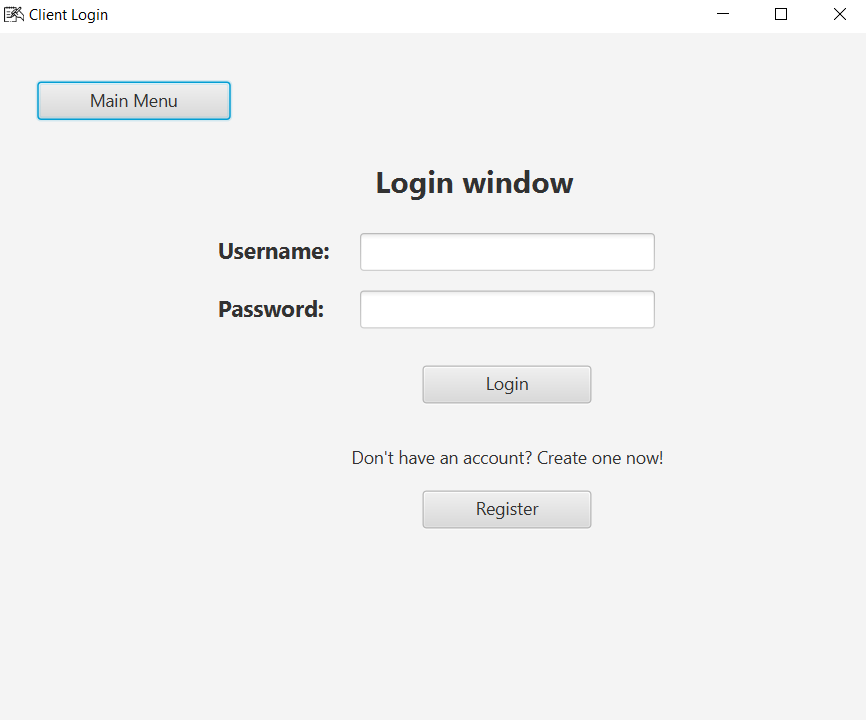 Client Login
Main Menu
Login window
Username:
Password:
Login
Don't have an account? Create one now!
Register